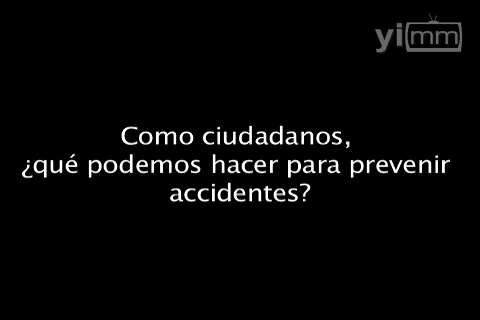 yimm
Como ciudadanos,
¿qué podemos hacer para prevenir
accidentes?